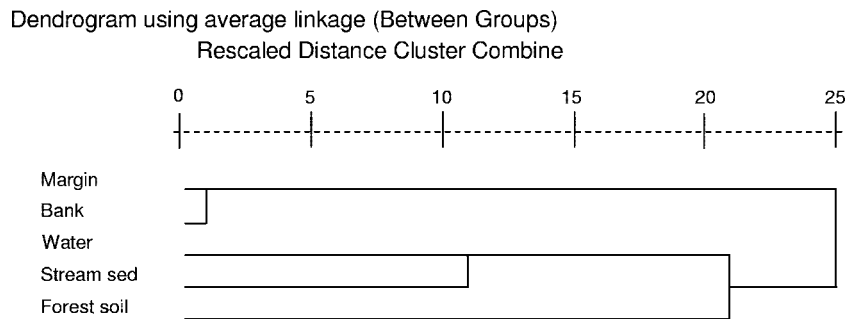 Dendrogram using average linkage (Between Groups)
Rescaled Distance Cluster Combine
0 5 10 15 20 25
Margin
Bank
Water
Stream sed
Forest soil